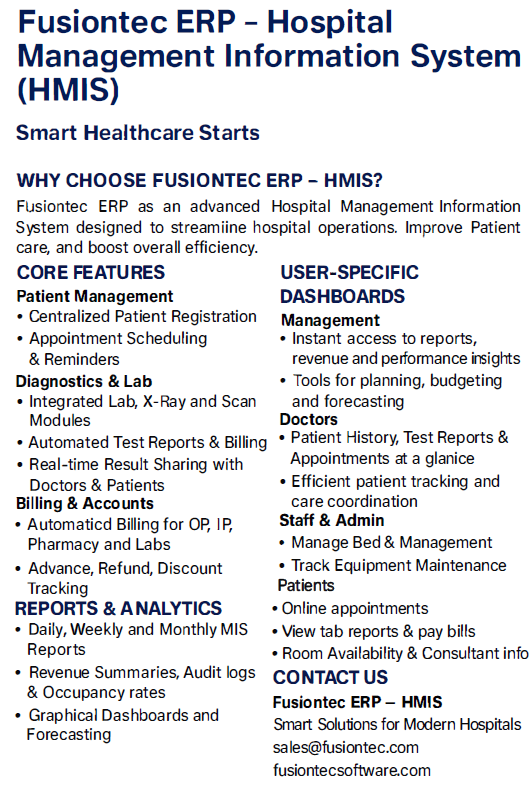 Fusiontec ERP – Hospital
Management Information System
(HMIS)
Smart Healthcare Starts
WHY CHOOSE FUSIONTEC ERP – HMIS?
Fusiontec ERP as an advanced Hospital Management Information
System designed to streamiine hospital operations. Improve Patient
care, and boost overall efficiency.
CORE FEATURES
Patient Management
• Centralized Patient Registration
• Appointment Scheduling
& Reminders
Diagnostics & Lab
• Integrated Lab, X-Ray and Scan
Modules
• Automated Test Reports & Billing
• Real-time Result Sharing with
Doctors & Patients
Billing & Accounts
• Automaticd Billing for OP, IP,
Pharmacy and Labs
• Advance, Refund, Discount
Tracking
REPORTS & ANALYTICS
• Daily, Weekly and Monthly MIS
Reports
• Revenue Summaries, Audit logs
& Occupancy rates
• Graphical Dashboards and
Forecasting
USER-SPECIFIC
DASHBOARDS
Management
• Instant access to reports,
revenue and performance insights
• Tools for planning, budgeting
and forecasting
Doctors
• Patient History, Test Reports &
Appointments at a glanice
• Efficient patient tracking and
care coordination
Staff & Admin
• Manage Bed & Management
• Track Equipment Maintenance
Patients
• Online appointments
• View tab reports & pay bills
• Room Availability & Consultant info
CONTACT US
Fusiontec ERP – HMIS
Smart Solutions for Modern Hospitals
sales@fusiontec.com
fusiontecsoftware.com